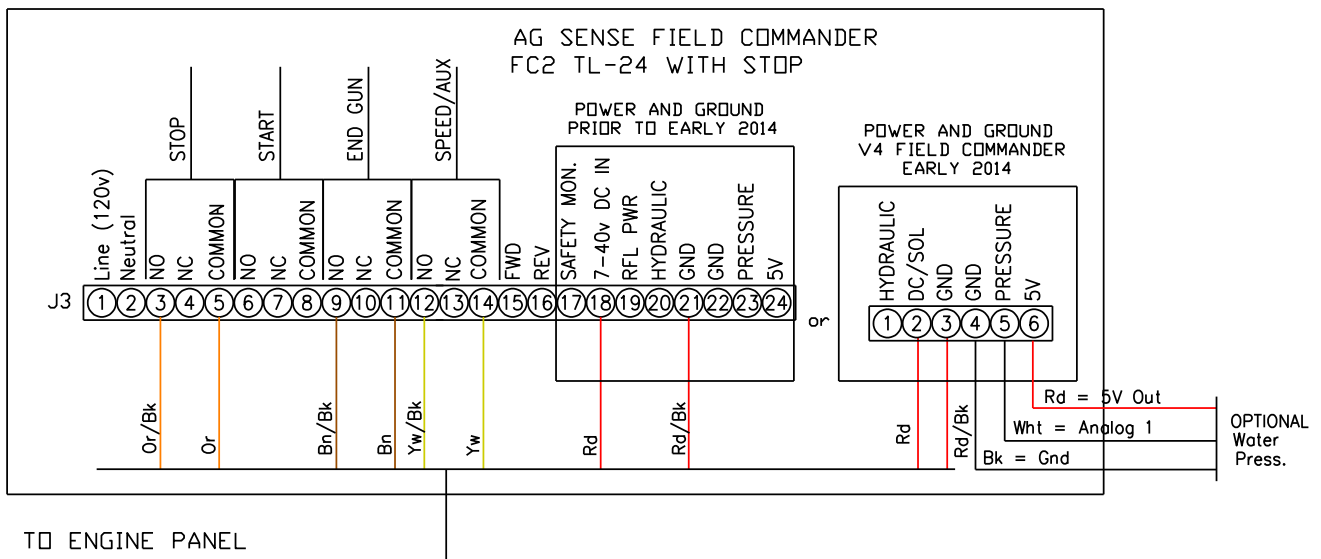 AG SENSE FIELD COMMANDER
FC2 TL-24 WITH STOP
STOP
START
END GUN
SPEED/AUX
POWER AND GROUND
PRIOR TO EARLY 2014
POWER AND GROUND
V4 FIELD COMMANDER
EARLY 2014
Line (120v)
Neutral
NO
NC
COMMON
NO
NC
COMMON
NO
NC
COMMON
NO
NC
COMMON
FWD
REV
SAFETY MON.
7-40v DC IN
RFL PWR
HYDRAULIC
GND
GND
PRESSURE
5V
HYDRAULIC
DC/SOL
GND
GND
PRESSURE
5V
J3 1 2 3 4 5 6 7 8 9 10 11 12 13 14 15 16 17 18 19 20 21 22 23 24
or
1 2 3 4 5 6
Or/Bk
Or
Bn/Bk
Bn
Yw/Bk
Yw
Rd
Rd/Bk
Rd
Rd/Bk
Rd = 5V Out
Wht = Analog 1
Bk = Gnd
OPTIONAL
Water
Press.
TO ENGINE PANEL